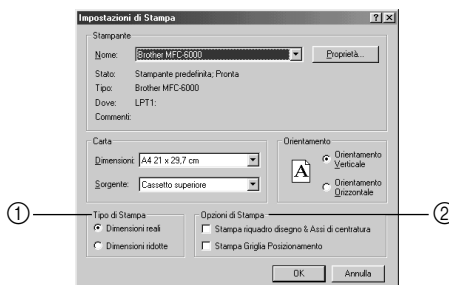 Impostazioni di Stampa
Stampante
Nome: Brother MFC-6000 Proprietà...
Stato: Stampante predefinita; Pronta
Tipo: Brother MFC-6000
Dove: LPT1:
Commenti:
Carta
Dimensioni: A4 21 x 29,7 cm
Sorgente: Cassetto superiore
Orientamento
A
Orientamento Verticale
Orientamento Orizzontale
1
Tipo di Stampa
Dimensioni reali
Dimensioni ridotte
Opzioni di Stampa
2
Stampa riquadro disegno & Assi di centratura
Stampa Griglia Posizionamento
OK Annulla